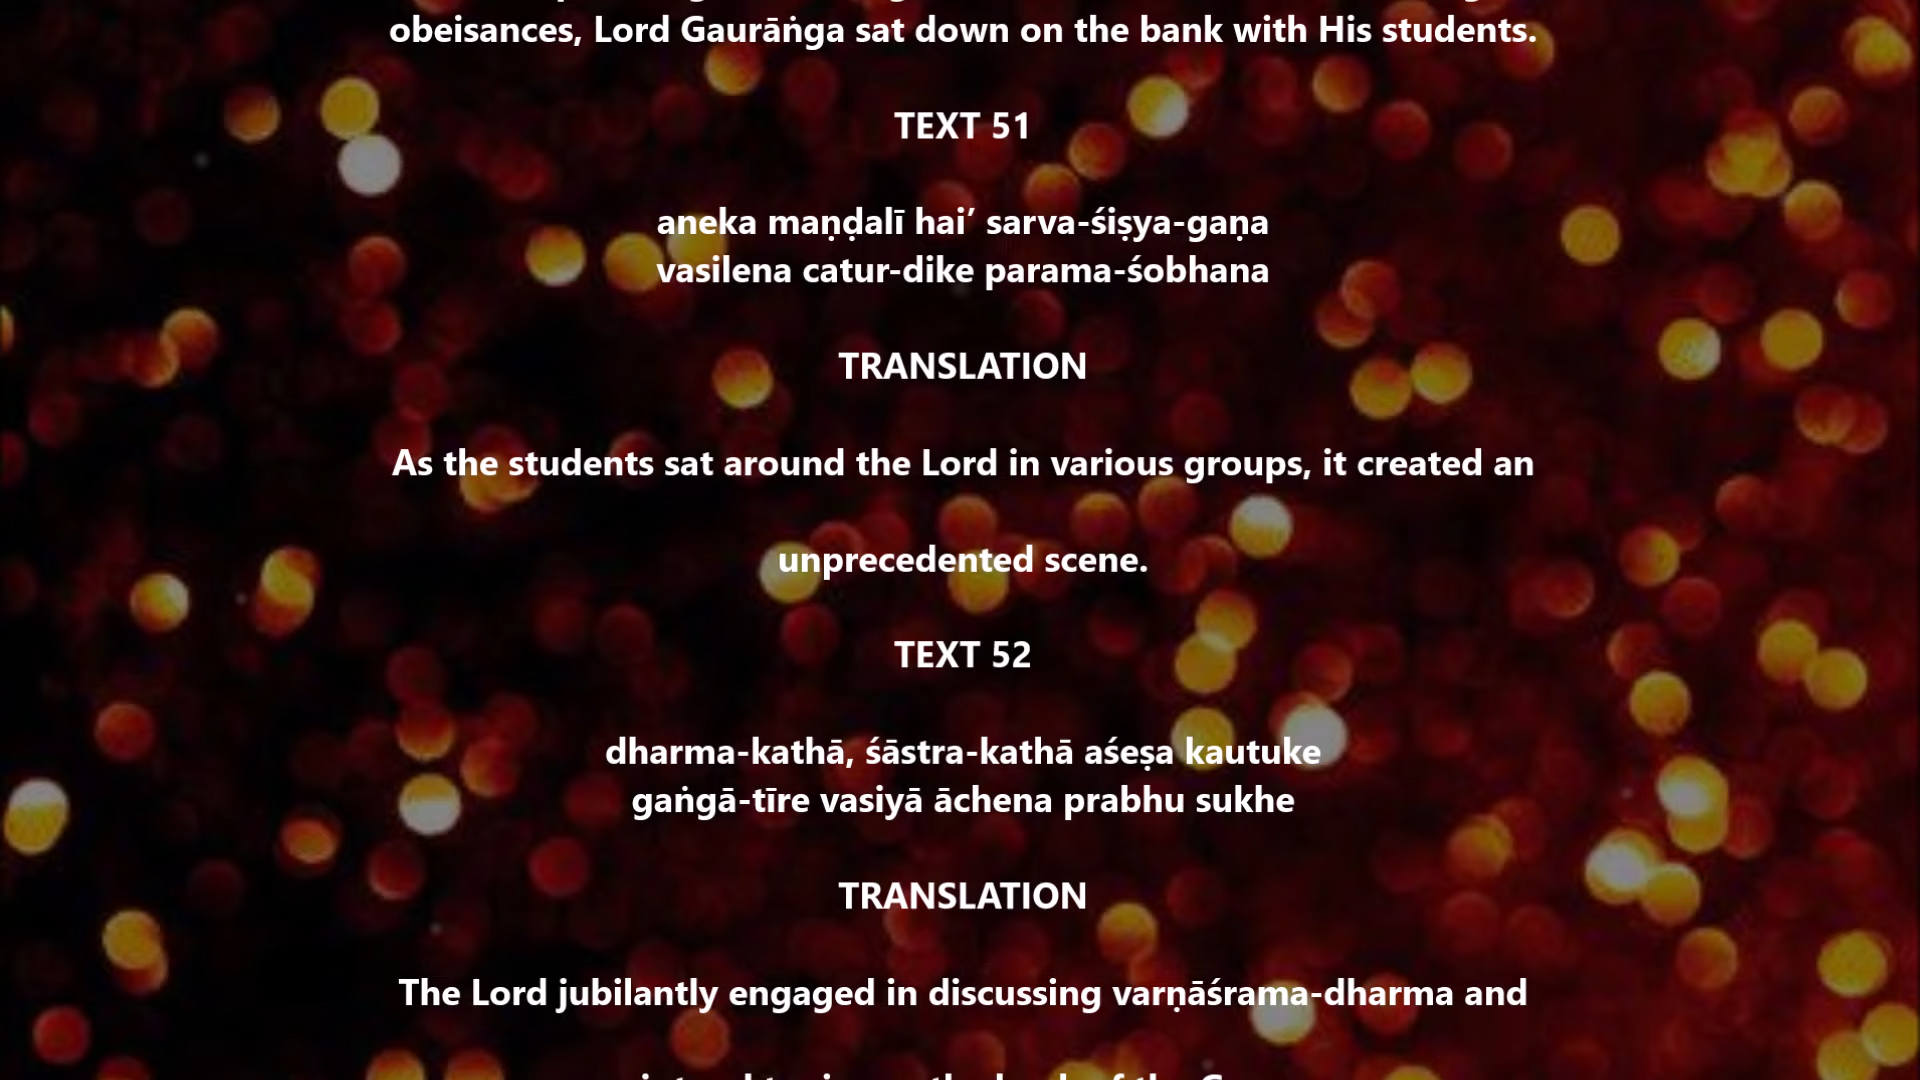 obeisances, Lord Gaurāṅga sat down on the bank with His students.
TEXT 51
aneka maṇḍalī hai’ sarva-śiṣya-gaṇa
vasilena catur-dike parama-śobhana
TRANSLATION
As the students sat around the Lord in various groups, it created an
unprecedented scene.
TEXT 52
dharma-kathā, śāstra-kathā aśeṣa kautuke
gaṅgā-tīre vasiyā āchena prabhu sukhe
TRANSLATION
The Lord jubilantly engaged in discussing varṇāśrama-dharma and